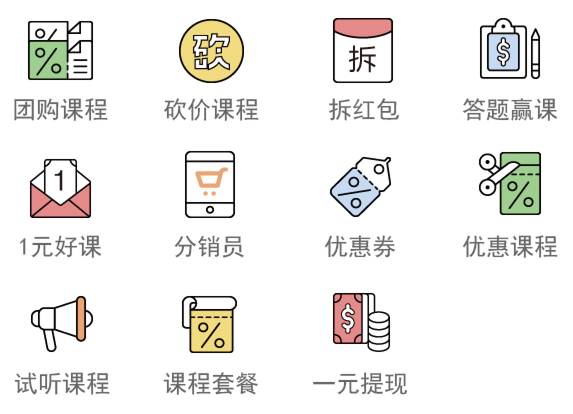 砍
拆
$
团购课程 砍价课程 拆红包 答题赢课
1
1元好课 分销员 优惠券 优惠课程
$
试听课程 课程套餐 一元提现